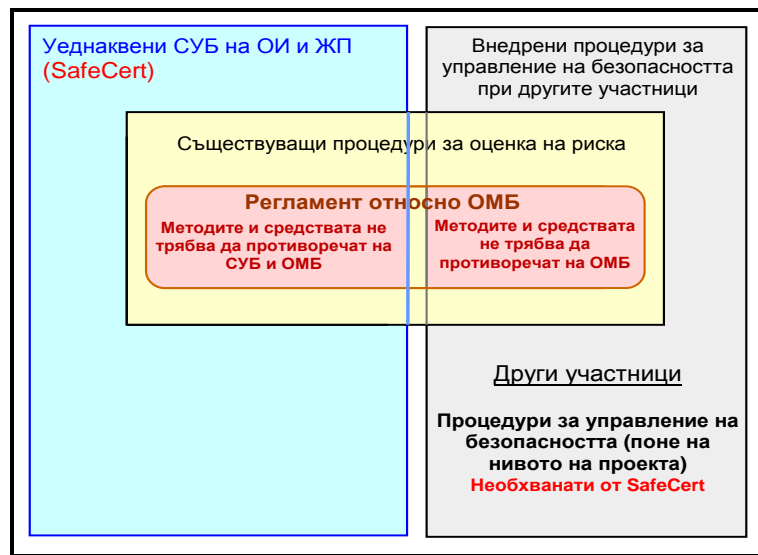 Уеднаквени СУБ на ОИ и ЖП
(SafeCert)
Внедрени процедури за
управление на безопасността
при другите участници
Съществуващи процедури за оценка на риска
Регламент относно ОМБ
Методите и средствата не
трябва да противоречат на
СУБ и ОМБ
Методите и средствата
не трябва да
противоречат на ОМБ
Други участници
Процедури за управление на
безопасността (поне на
нивото на проекта)
Необхванати от SafeCert